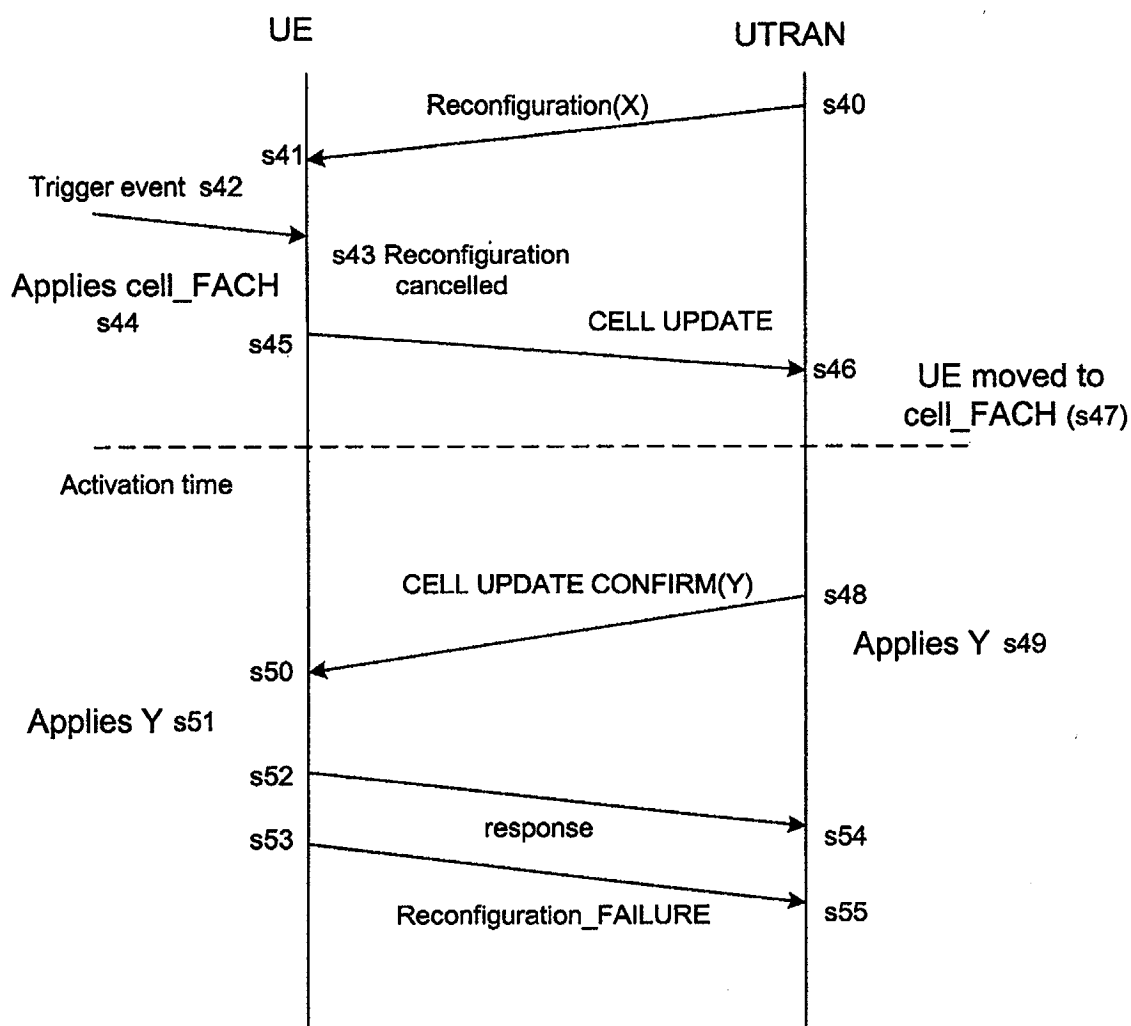 UE
UTRAN
Reconfiguration(X)
s40
s41
Trigger event s42
s43 Reconfiguration
cancelled
Applies cell_FACH
s44
CELL UPDATE
s45
s46
UE moved to
cell_FACH (s47)
Activation time
CELL UPDATE CONFIRM(Y)
s48
Applies Y s49
s50
Applies Y s51
s52
response
s54
s53
Reconfiguration_FAILURE
s55